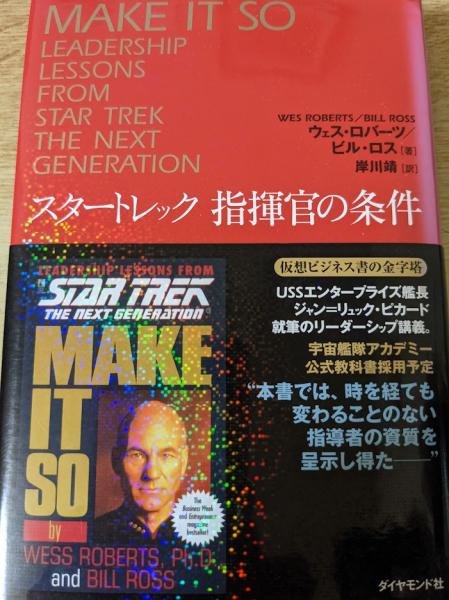 MAKE IT SO
LEADERSHIP
LESSONS
FROM
STAR TREK
THE NEXT
GENERATION
WES ROBERTS/BILL ROSS
ウェス・ロバーツ/
ビル・ロス[著]
岸川靖[訳]
スタートレック 指揮官の条件
LEADERSHIP LESSONS FROM
STAR TREK
THE NEXT GENERATION
MAKE
IT
SO
by
WESS ROBERTS, Ph.D.
and BILL ROSS
The
Business Week
and Entrepreneur
magazine
bestseller!
仮想ビジネス書の金字塔
USSエンタープライズ艦長
ジャン=リュック・ピカード
就筆のリーダーシップ講義。
宇宙艦隊アカデミー
公式教科書採用予定
“本書では、時を経ても
変わることのない
指導者の資質を
呈示し得た——”
ダイヤモンド社